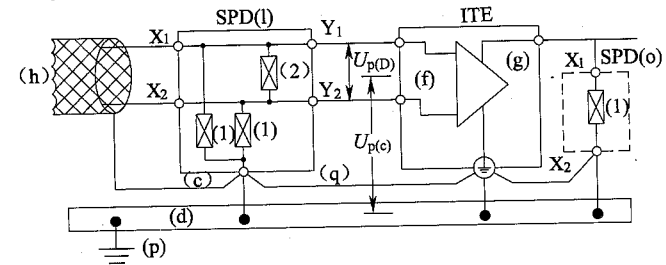 SPD(l) ITE
X1 Y1
(h) (2) Up(D) (f) (g) X1 SPD(o)
X2 Y2
(1) (1) Up(c) (1)
(c) (q) X2
(d)
(p)